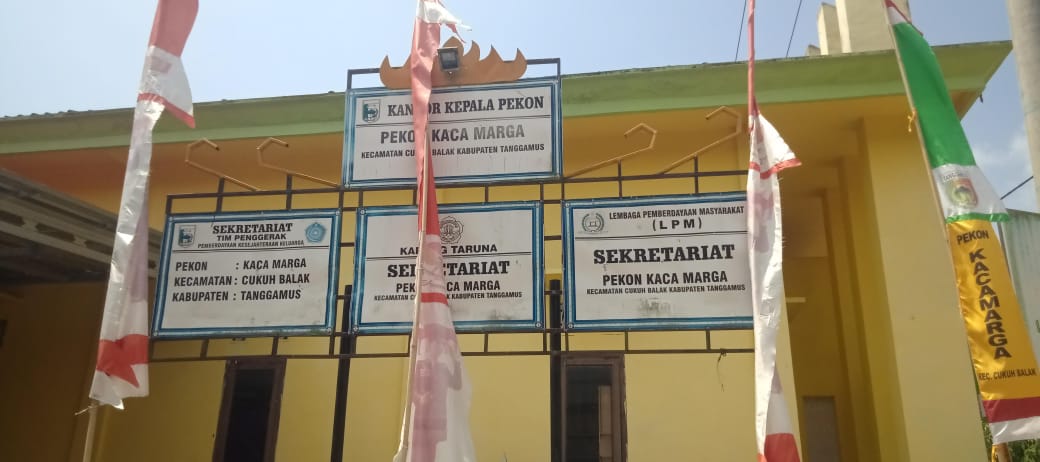 KANTOR KEPALA PEKON
PEKON KACA MARGA
KECAMATAN CUKUH BALAK KABUPATEN TANGGAMUS
SEKRETARIAT
TIM PENGGERAK
PEMBERDAYAAN KESEJAHTERAAN KELUARGA
PEKON : KACA MARGA
KECAMATAN : CUKUH BALAK
KABUPATEN : TANGGAMUS
KARANG TARUNA
SEKRETARIAT
PEKON KACA MARGA
KECAMATAN CUKUH BALAK KABUPATEN TANGGAMUS
LEMBAGA PEMBERDAYAAN MASYARAKAT
(LPM)
SEKRETARIAT
PEKON KACA MARGA
KECAMATAN CUKUH BALAK KABUPATEN TANGGAMUS
PEKON
KACAMARGA
KEC. CUKUH BALAK